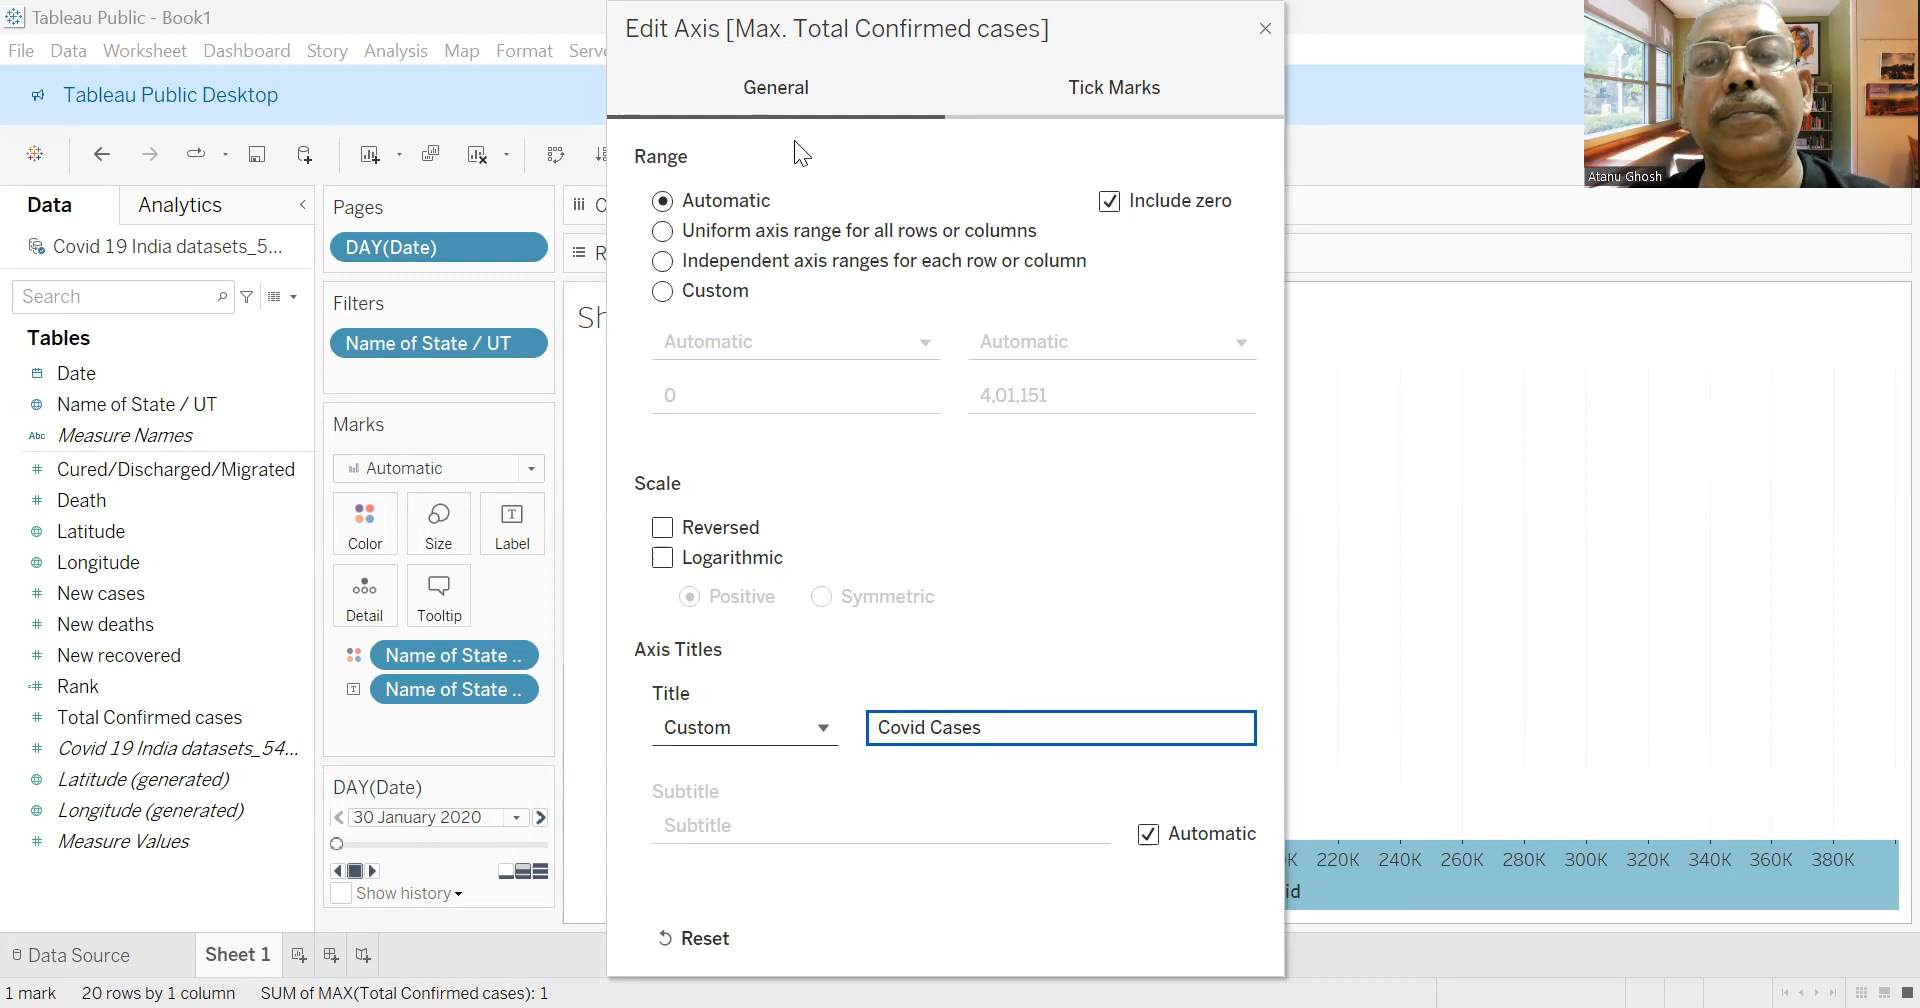 Tableau Public - Book1
File Data Worksheet Dashboard Story Analysis Map Format Serve
Tableau Public Desktop
Data
Analytics
Covid 19 India datasets_5...
Search
Tables
Date
Name of State / UT
Abc Measure Names
Cured/Discharged/Migrated
Death
Latitude
Longitude
New cases
New deaths
New recovered
Rank
Total Confirmed cases
Covid 19 India datasets_54...
Latitude (generated)
Longitude (generated)
Measure Values
Pages
DAY(Date)
Filters
Name of State / UT
Marks
Automatic
Color Size Label
Detail Tooltip
Name of State ..
Name of State ..
DAY(Date)
30 January 2020
Show history
C
R
Sh
Edit Axis [Max. Total Confirmed cases]
General
Tick Marks
Range
Automatic
Include zero
Uniform axis range for all rows or columns
Independent axis ranges for each row or column
Custom
Automatic Automatic
0 4,01,151
Scale
Reversed
Logarithmic
Positive Symmetric
Axis Titles
Title
Custom Covid Cases
Subtitle
Subtitle
Automatic
Reset
Atanu Ghosh
K 220K 240K 260K 280K 300K 320K 340K 360K 380K
id
Data Source
Sheet 1
1 mark 20 rows by 1 column SUM of MAX(Total Confirmed cases): 1